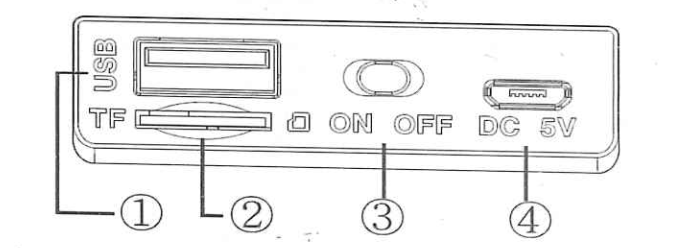 USB
TF ON OFF DC 5V
① ② ③ ④